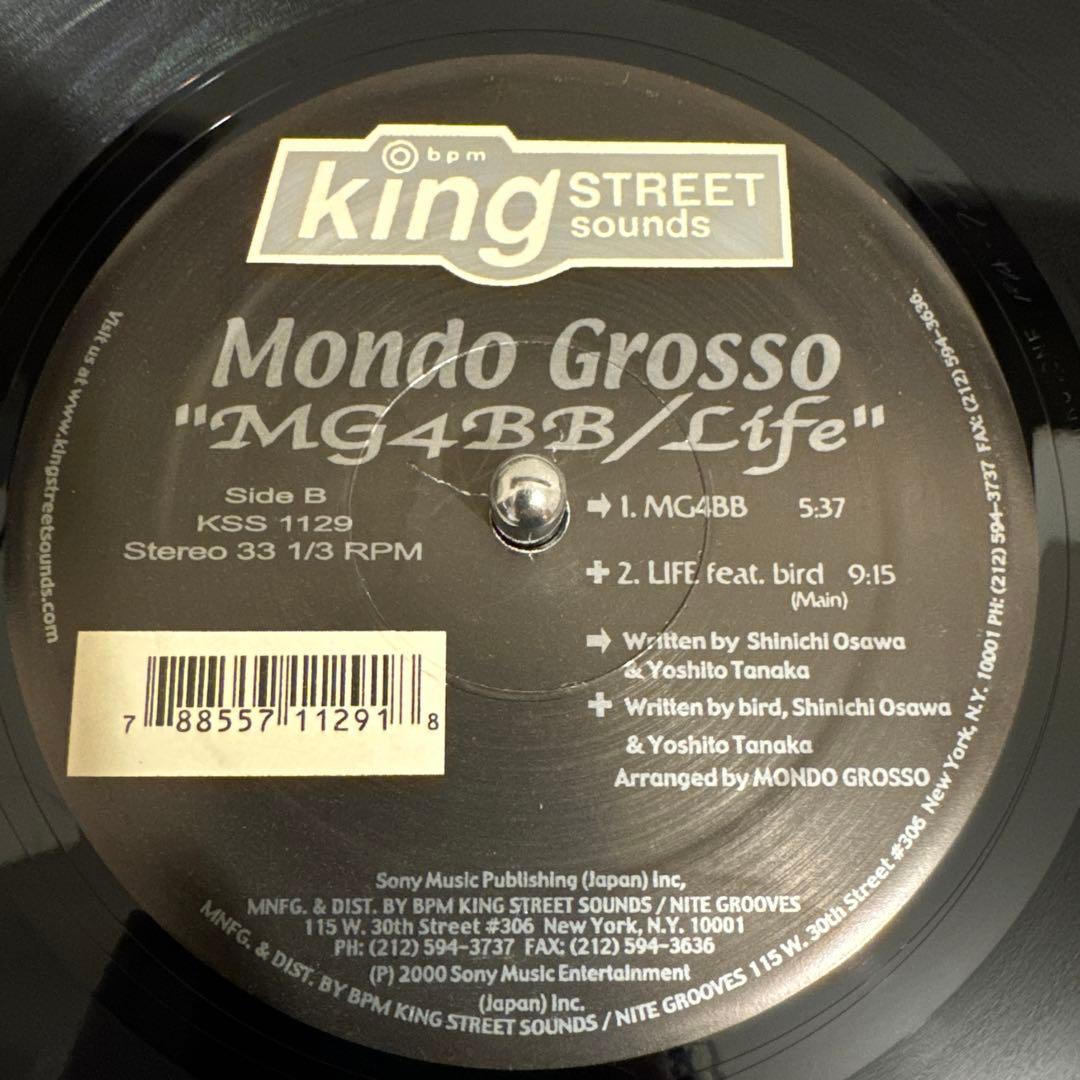 bpm
king STREET
sounds
Mondo Grosso
"MG4BB/Life"
Side B
KSS 1129
Stereo 33 1/3 RPM
➡ 1. MG4BB 5:37
+ 2. LIFE feat. bird 9:15
(Main)
➡ Written by Shinichi Osawa
& Yoshito Tanaka
+ Written by bird, Shinichi Osawa
& Yoshito Tanaka
Arranged by MONDO GROSSO
7 88557 11291 8
Sony Music Publishing (Japan) Inc,
MNFG. & DIST. BY BPM KING STREET SOUNDS / NITE GROOVES
115 W. 30th Street #306 New York, N.Y. 10001
PH: (212) 594-3737 FAX: (212) 594-3636
(P) 2000 Sony Music Entertainment
(Japan) Inc.
Visit us at www.kingstreetsounds.com
MNFG. & DIST. BY BPM KING STREET SOUNDS / NITE GROOVES 115 W. 30th Street #306 New York, N.Y. 10001 PH: (212) 594-3737 FAX: (212) 594-3636.